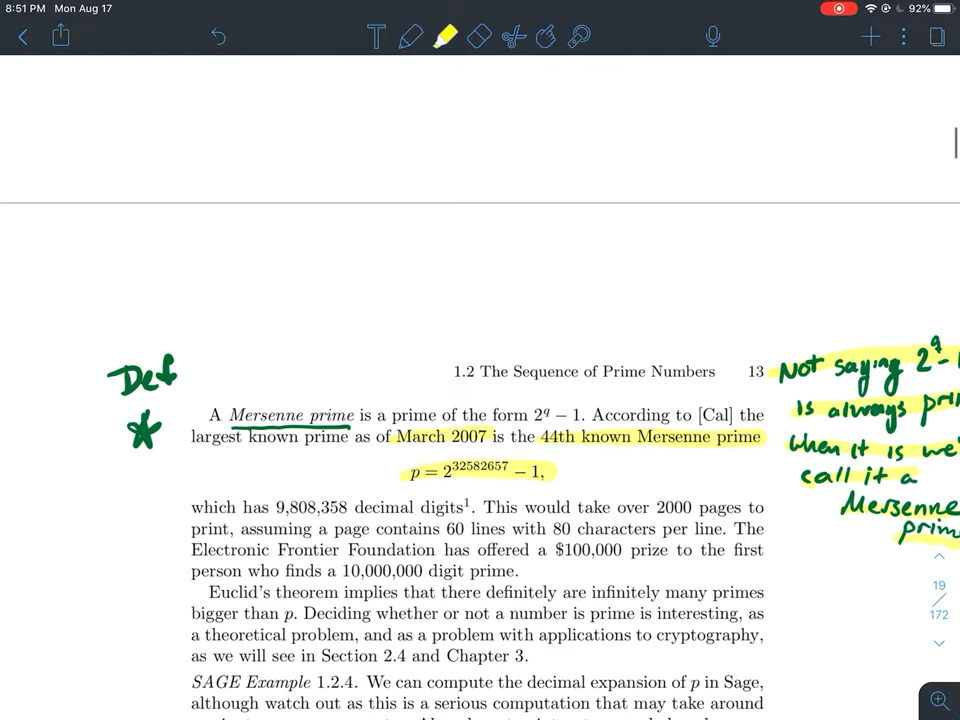 8:51 PM Mon Aug 17
92%
1.2 The Sequence of Prime Numbers 13
Def
A Mersenne prime is a prime of the form 2^q − 1. According to [Cal] the
largest known prime as of March 2007 is the 44th known Mersenne prime
p = 2^32582657 − 1,
which has 9,808,358 decimal digits¹. This would take over 2000 pages to
print, assuming a page contains 60 lines with 80 characters per line. The
Electronic Frontier Foundation has offered a $100,000 prize to the first
person who finds a 10,000,000 digit prime.
Euclid's theorem implies that there definitely are infinitely many primes
bigger than p. Deciding whether or not a number is prime is interesting, as
a theoretical problem, and as a problem with applications to cryptography,
as we will see in Section 2.4 and Chapter 3.
SAGE Example 1.2.4. We can compute the decimal expansion of p in Sage,
although watch out as this is a serious computation that may take around
Not saying 2^q −
is always pri
when it is we'
call it a
Mersenne
prim
19
172